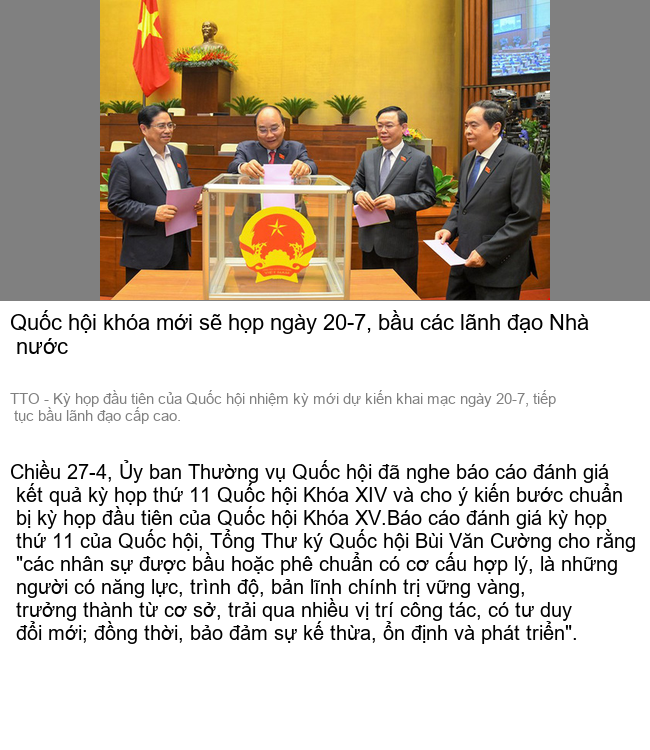 Quốc hội khóa mới sẽ họp ngày 20-7, bầu các lãnh đạo Nhà
nước
TTO - Kỳ họp đầu tiên của Quốc hội nhiệm kỳ mới dự kiến khai mạc ngày 20-7, tiếp
tục bầu lãnh đạo cấp cao.
Chiều 27-4, Ủy ban Thường vụ Quốc hội đã nghe báo cáo đánh giá
kết quả kỳ họp thứ 11 Quốc hội Khóa XIV và cho ý kiến bước chuẩn
bị kỳ họp đầu tiên của Quốc hội Khóa XV.Báo cáo đánh giá kỳ họp
thứ 11 của Quốc hội, Tổng Thư ký Quốc hội Bùi Văn Cường cho rằng
"các nhân sự được bầu hoặc phê chuẩn có cơ cấu hợp lý, là những
người có năng lực, trình độ, bản lĩnh chính trị vững vàng,
trưởng thành từ cơ sở, trải qua nhiều vị trí công tác, có tư duy
đổi mới; đồng thời, bảo đảm sự kế thừa, ổn định và phát triển".